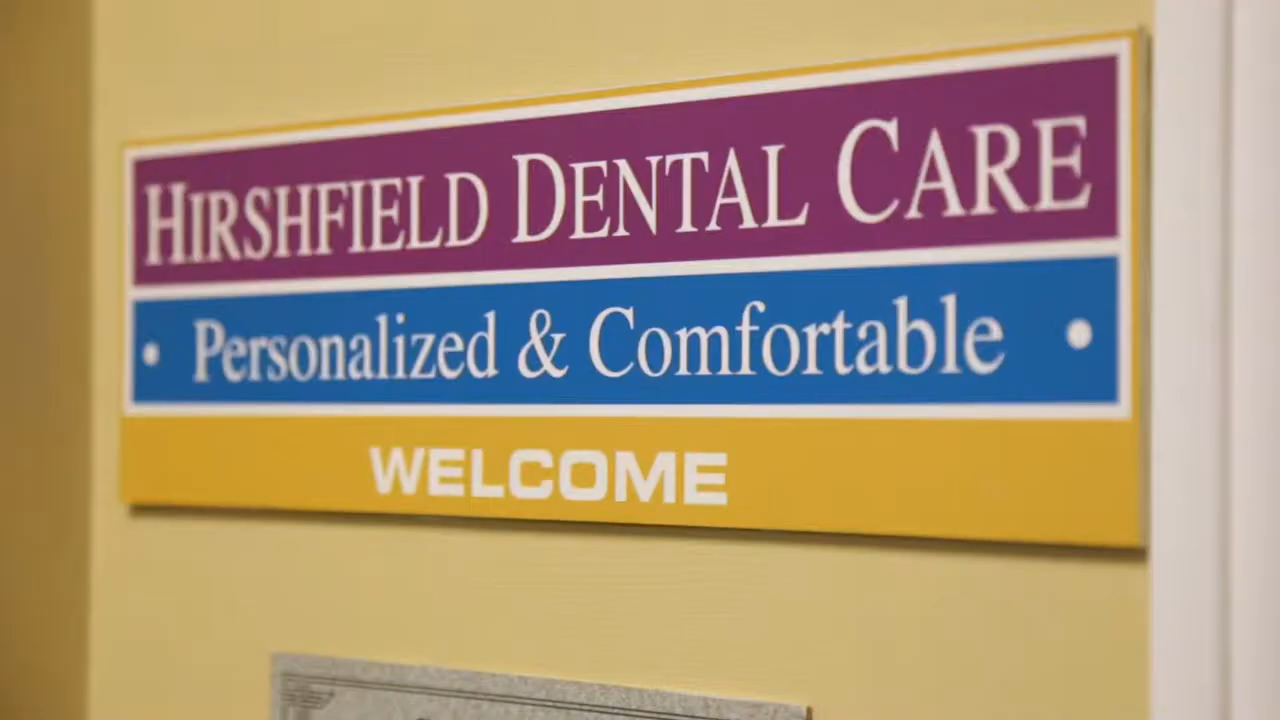 HIRSHFIELD DENTAL CARE
• Personalized & Comfortable •
WELCOME